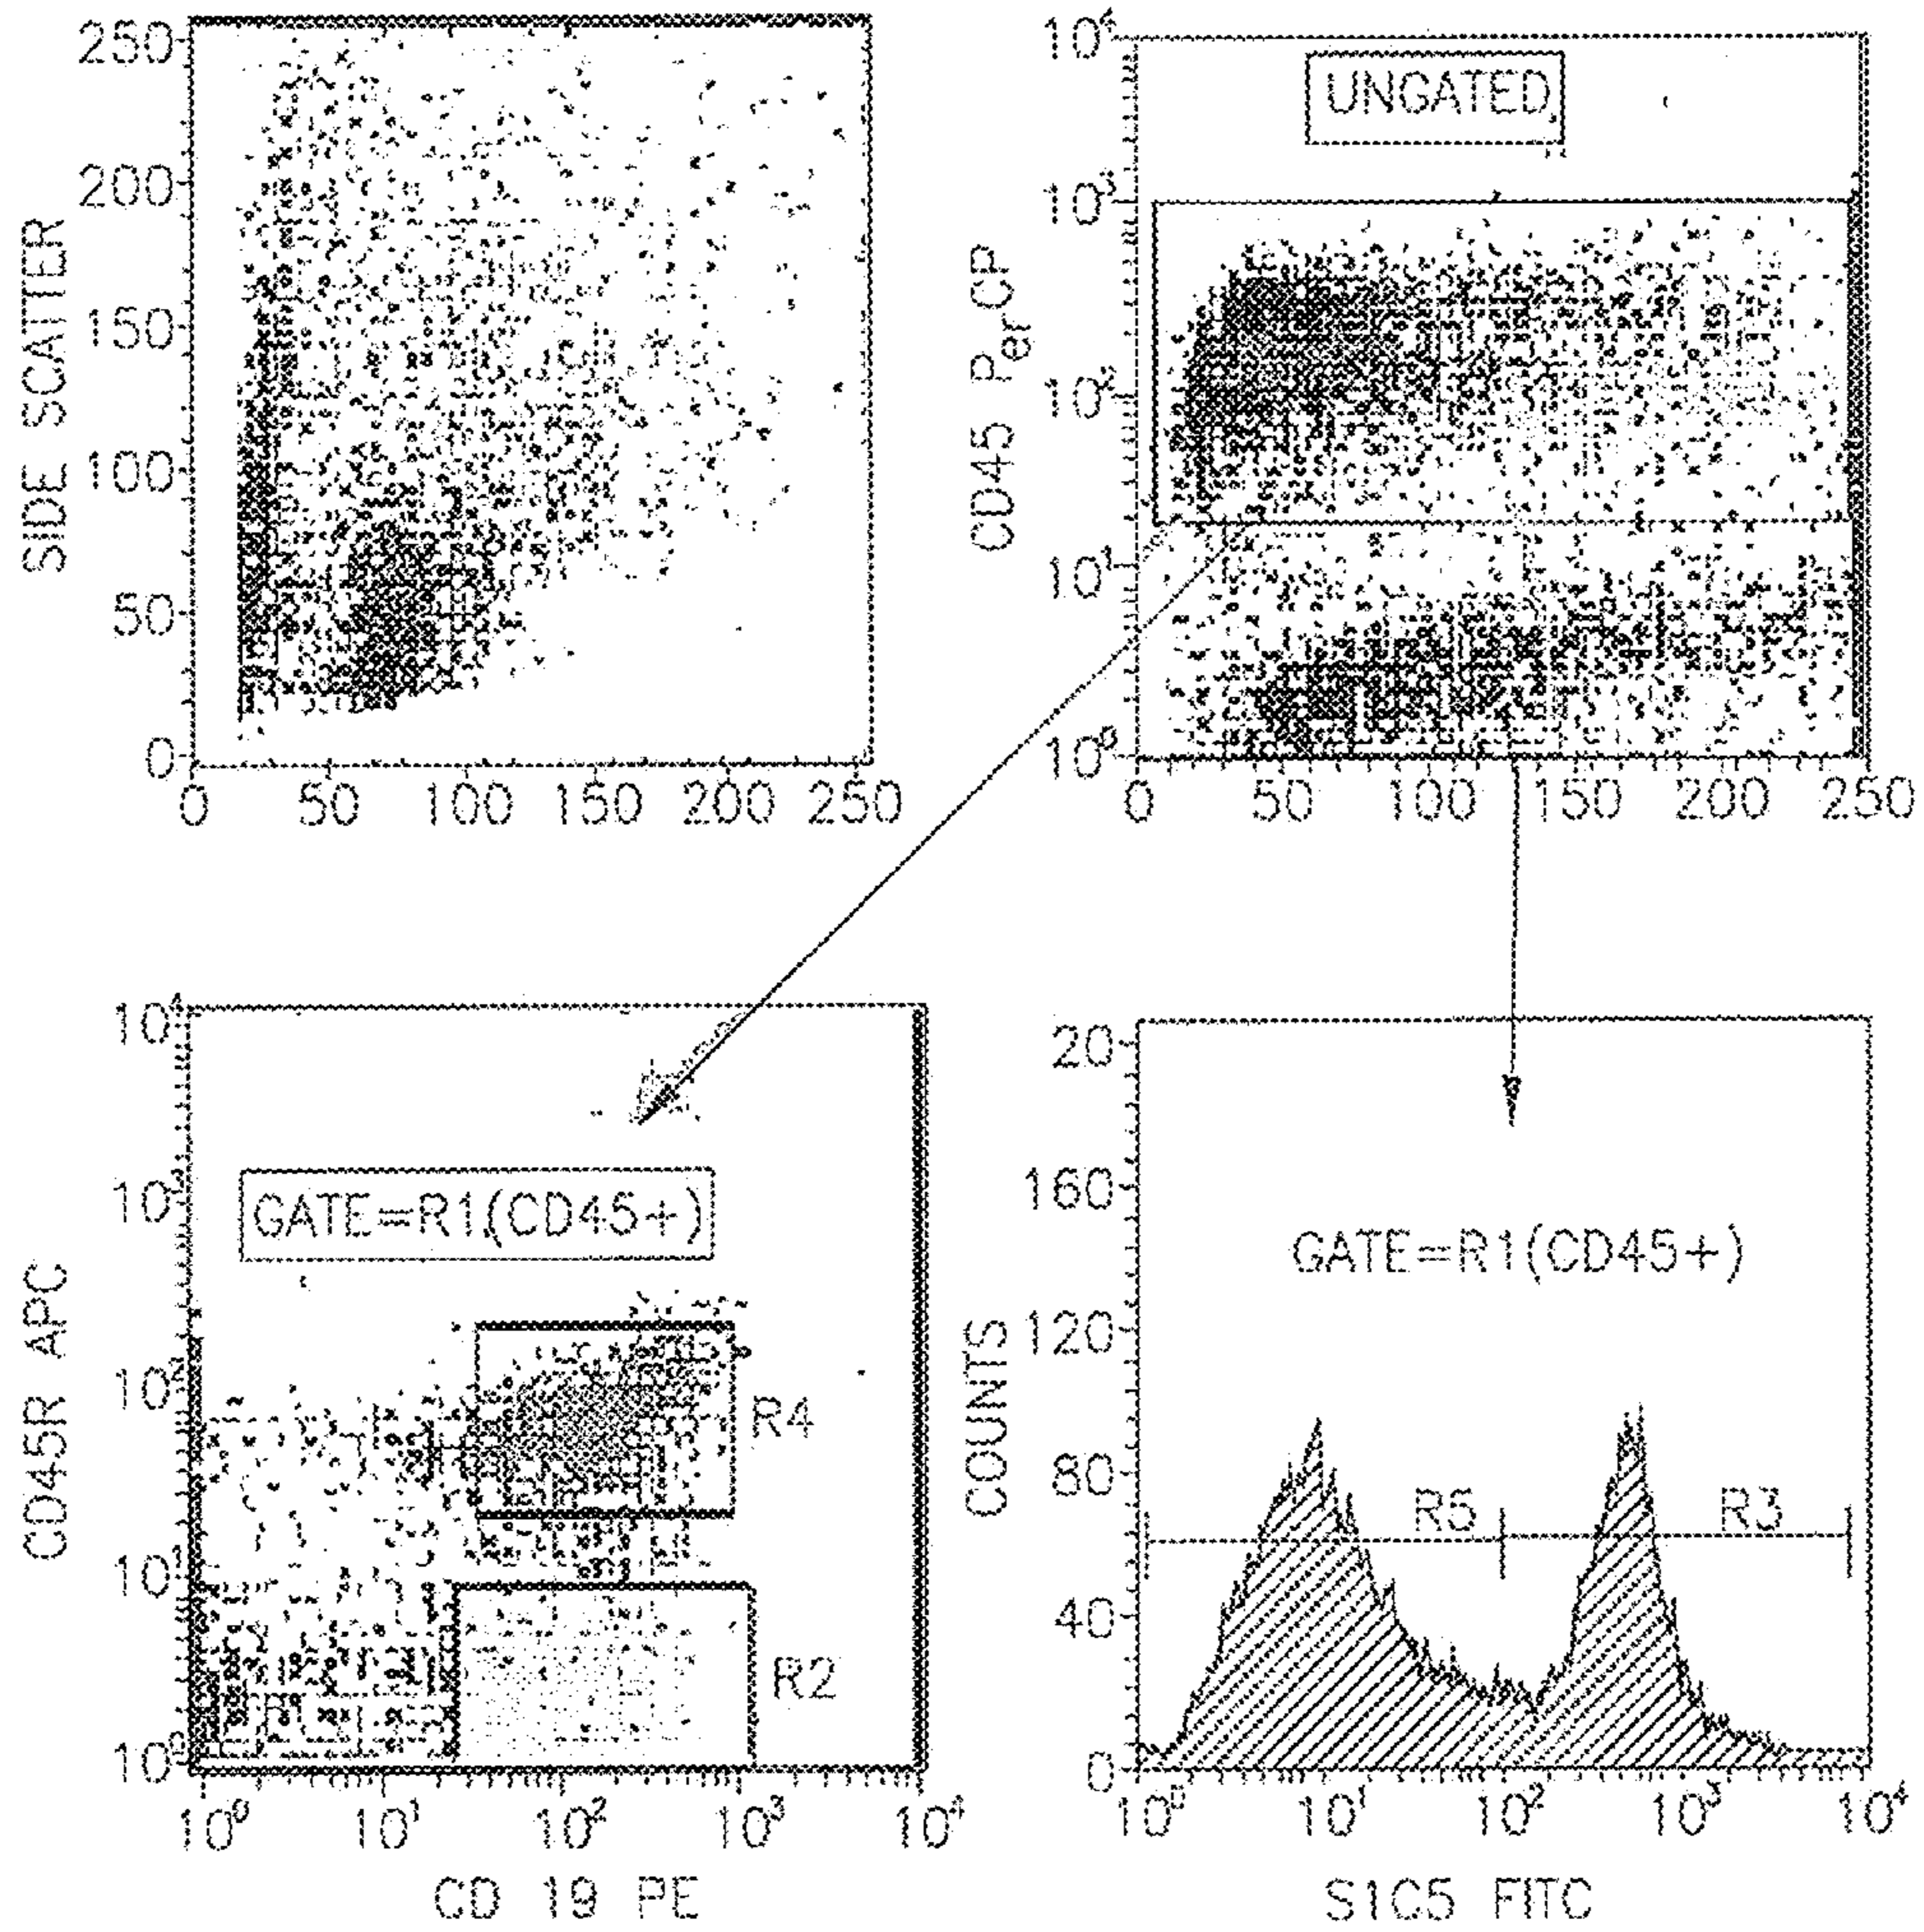 250
200
150
100
50
0
SIDE SCATTER
0 50 100 150 200 250
UNGATED
10⁴
10³
10²
10¹
10⁰
CD45 PerCP
0 50 100 150 200 250
10⁴
10³
10²
10¹
10⁰
CD45R APC
GATE=R1(CD45+)
R4
R2
10⁰ 10¹ 10² 10³ 10⁴
CD 19 PE
20
160
120
80
40
0
COUNTS
GATE=R1(CD45+)
R5 R3
10⁰ 10¹ 10² 10³ 10⁴
S1C5 FITC